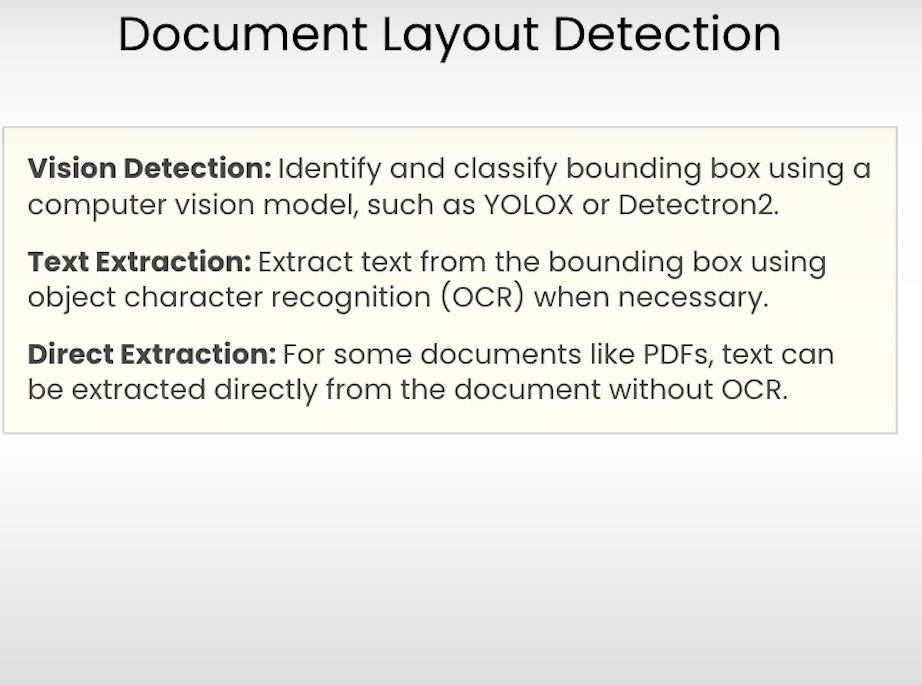 Document Layout Detection
Vision Detection: Identify and classify bounding box using a
computer vision model, such as YOLOX or Detectron2.
Text Extraction: Extract text from the bounding box using
object character recognition (OCR) when necessary.
Direct Extraction: For some documents like PDFs, text can
be extracted directly from the document without OCR.